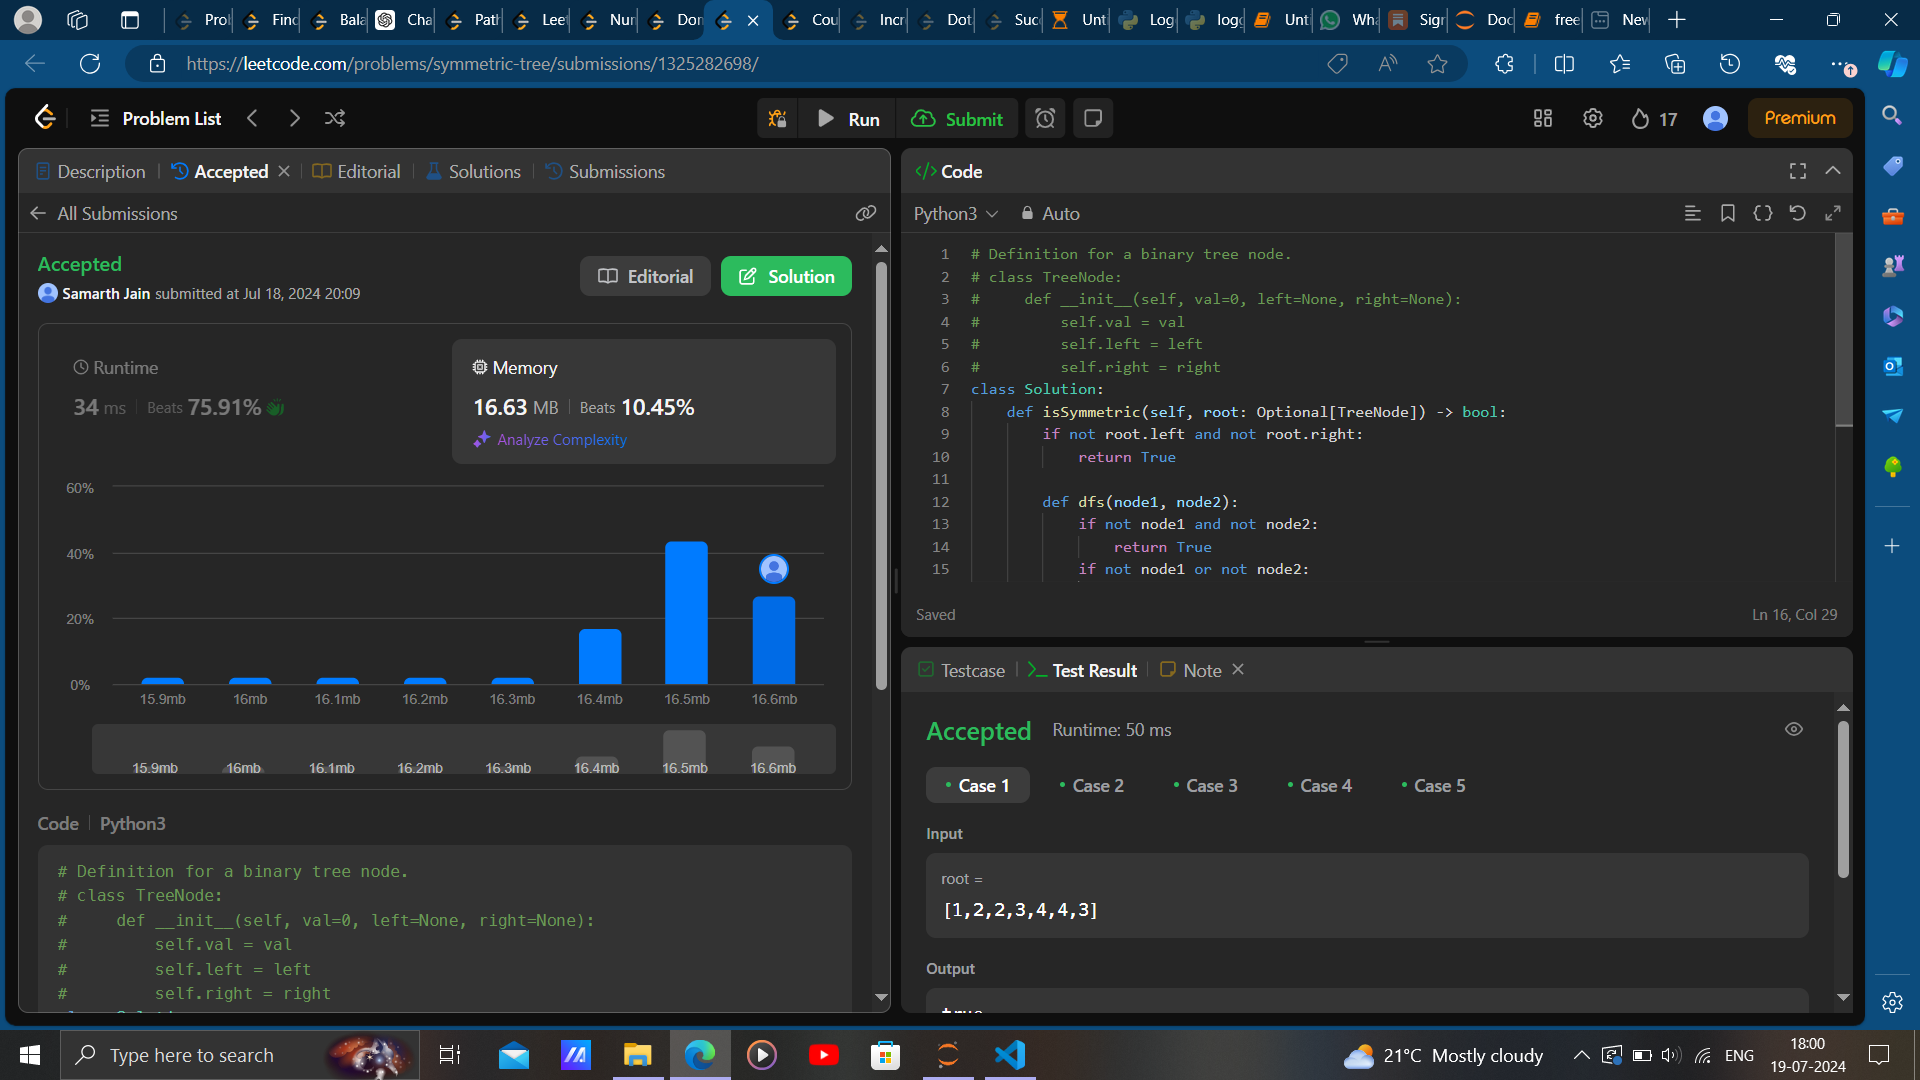 Prol
Finc
Bala
Cha
Path
Leet
Nur
Don
Cou
Incr
Dot
Succ
Unt
Log
logg
Unti
Wha
Sigr
Doc
free
New
https://leetcode.com/problems/symmetric-tree/submissions/1325282698/
Problem List
Run
Submit
17
Premium
Description
Accepted
Editorial
Solutions
Submissions
All Submissions
Accepted
Samarth Jain submitted at Jul 18, 2024 20:09
Editorial
Solution
Runtime
34 ms Beats 75.91%
Memory
16.63 MB Beats 10.45%
Analyze Complexity
60%
40%
20%
0%
15.9mb 16mb 16.1mb 16.2mb 16.3mb 16.4mb 16.5mb 16.6mb
15.9mb 16mb 16.1mb 16.2mb 16.3mb 16.4mb 16.5mb 16.6mb
Code Python3
# Definition for a binary tree node.
# class TreeNode:
#     def __init__(self, val=0, left=None, right=None):
#         self.val = val
#         self.left = left
#         self.right = right
</> Code
Python3
Auto
1 # Definition for a binary tree node.
2 # class TreeNode:
3 #     def __init__(self, val=0, left=None, right=None):
4 #         self.val = val
5 #         self.left = left
6 #         self.right = right
7 class Solution:
8     def isSymmetric(self, root: Optional[TreeNode]) -> bool:
9         if not root.left and not root.right:
10             return True
11
12         def dfs(node1, node2):
13             if not node1 and not node2:
14                 return True
15             if not node1 or not node2:
Saved
Ln 16, Col 29
Testcase
Test Result
Note
Accepted Runtime: 50 ms
Case 1
Case 2
Case 3
Case 4
Case 5
Input
root =
[1,2,2,3,4,4,3]
Output
true
Type here to search
21°C Mostly cloudy
ENG
18:00
19-07-2024